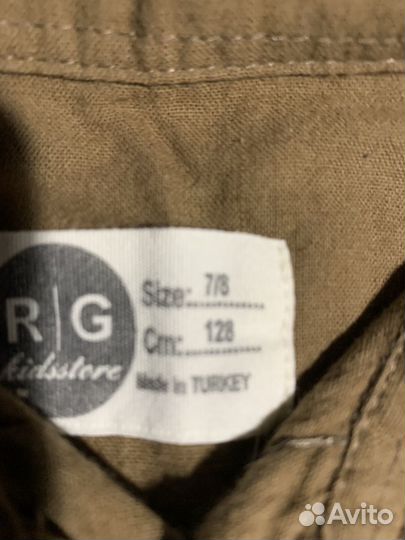 R|G
kidsstore
Size: 7/8
Cm: 128
Made in TURKEY
Avito